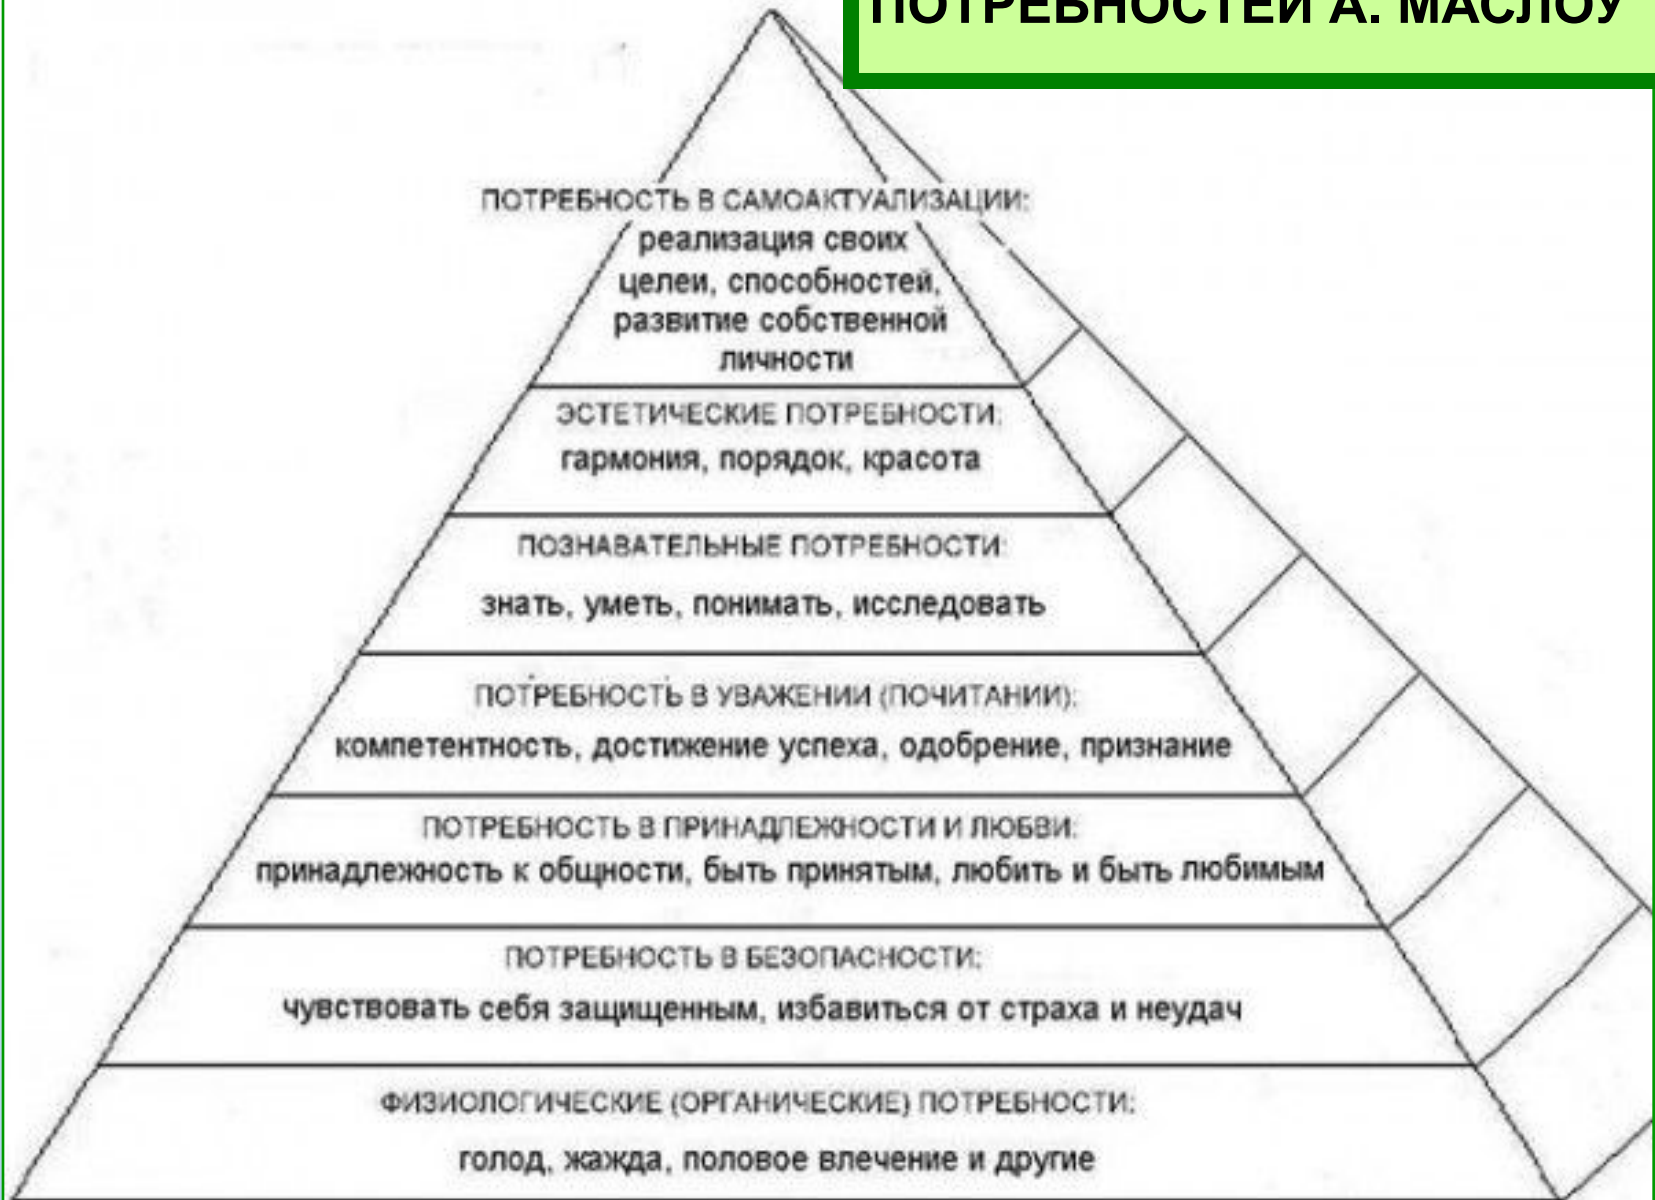 ПОТРЕБНОСТЕЙ А. МАСЛОУ
ПОТРЕБНОСТЬ В САМОАКТУАЛИЗАЦИИ:
реализация своих
целеи, способностей,
развитие собственной
личности
ЭСТЕТИЧЕСКИЕ ПОТРЕБНОСТИ:
гармония, порядок, красота
ПОЗНАВАТЕЛЬНЫЕ ПОТРЕБНОСТИ:
знать, уметь, понимать, исследовать
ПОТРЕБНОСТЬ В УВАЖЕНИИ (ПОЧИТАНИИ):
компетентность, достижение успеха, одобрение, признание
ПОТРЕБНОСТЬ В ПРИНАДЛЕЖНОСТИ И ЛЮБВИ:
принадлежность к общности, быть принятым, любить и быть любимым
ПОТРЕБНОСТЬ В БЕЗОПАСНОСТИ:
чувствовать себя защищенным, избавиться от страха и неудач
ФИЗИОЛОГИЧЕСКИЕ (ОРГАНИЧЕСКИЕ) ПОТРЕБНОСТИ:
голод, жажда, половое влечение и другие